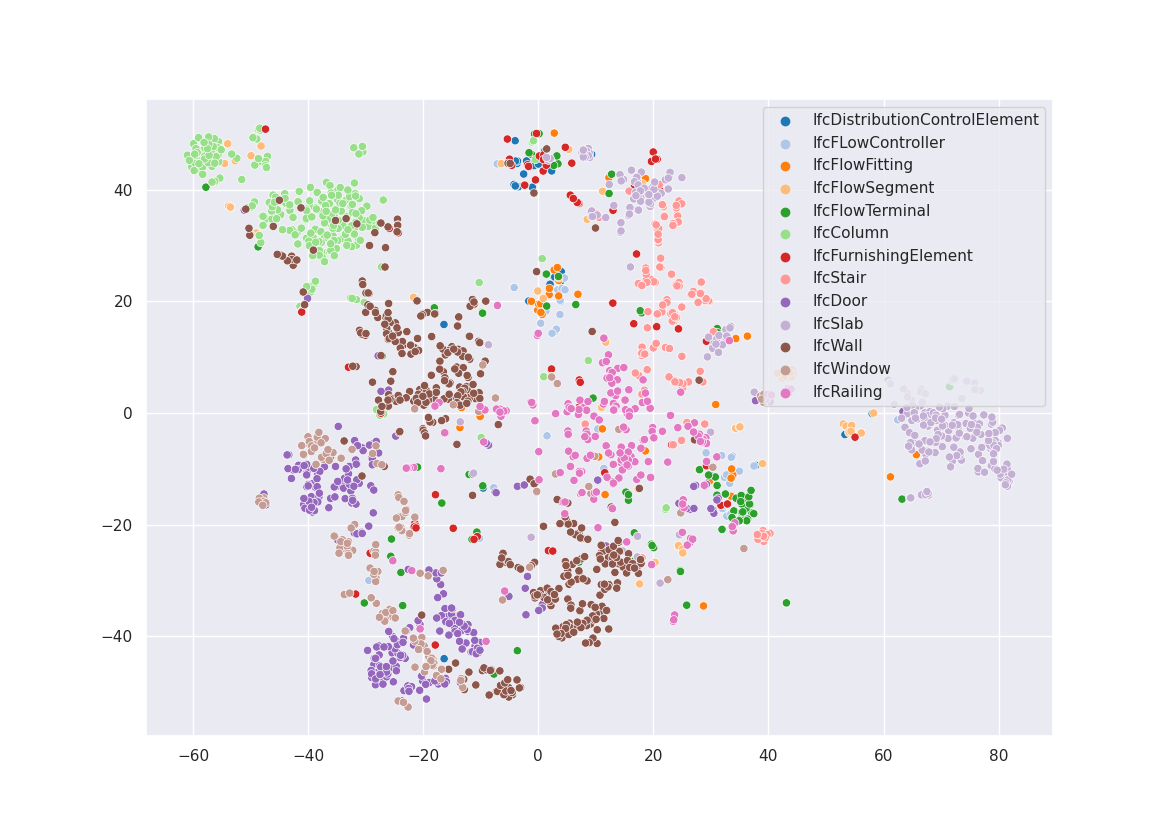 IfcDistributionControlElement
IfcFLowController
IfcFlowFitting
IfcFlowSegment
IfcFlowTerminal
IfcColumn
IfcFurnishingElement
IfcStair
IfcDoor
IfcSlab
IfcWall
IfcWindow
IfcRailing
40
20
0
−20
−40
−60 −40 −20 0 20 40 60 80